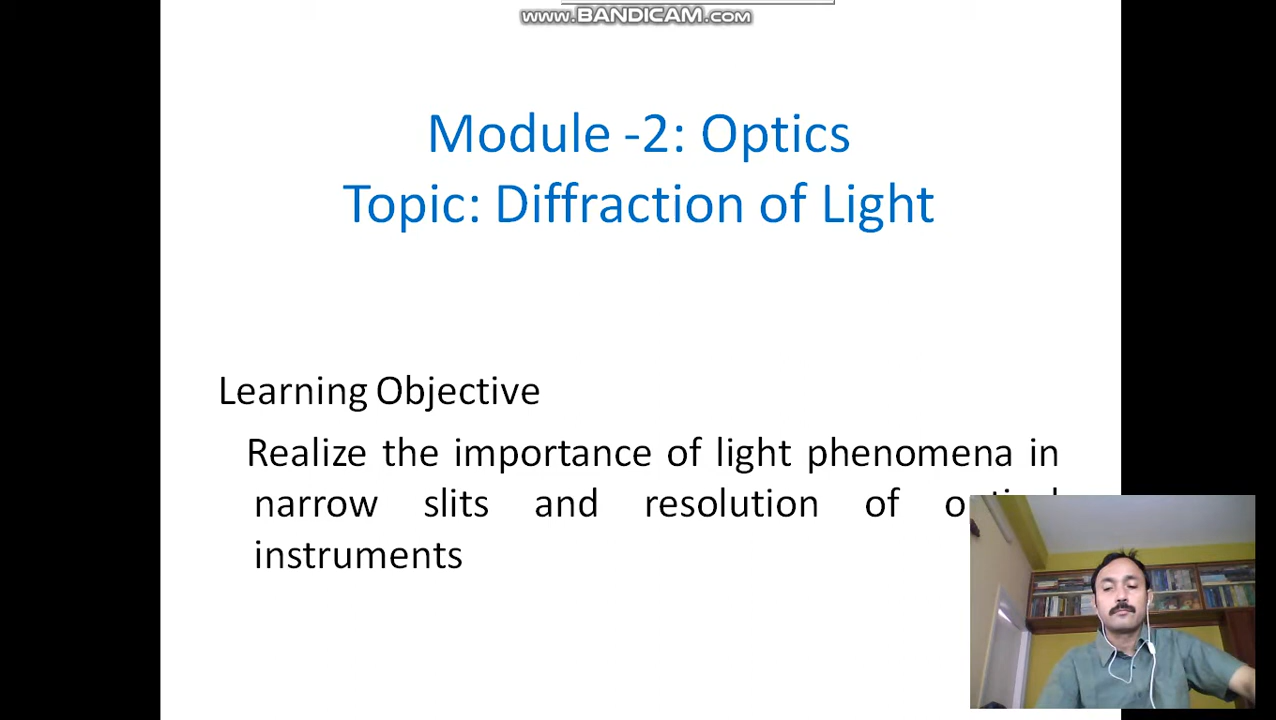 www.BANDICAM.com
Module -2: Optics
Topic: Diffraction of Light
Learning Objective
Realize the importance of light phenomena in
narrow slits and resolution of
instruments